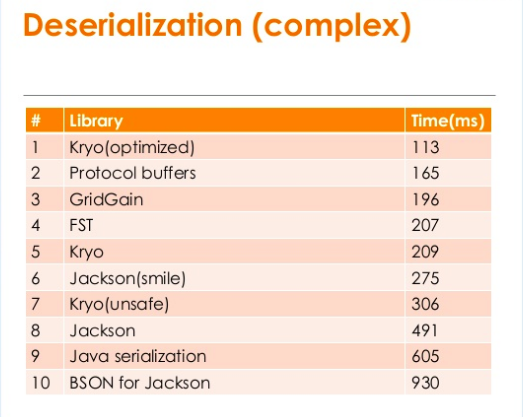 Deserialization (complex)
# Library Time(ms)
1 Kryo(optimized) 113
2 Protocol buffers 165
3 GridGain 196
4 FST 207
5 Kryo 209
6 Jackson(smile) 275
7 Kryo(unsafe) 306
8 Jackson 491
9 Java serialization 605
10 BSON for Jackson 930